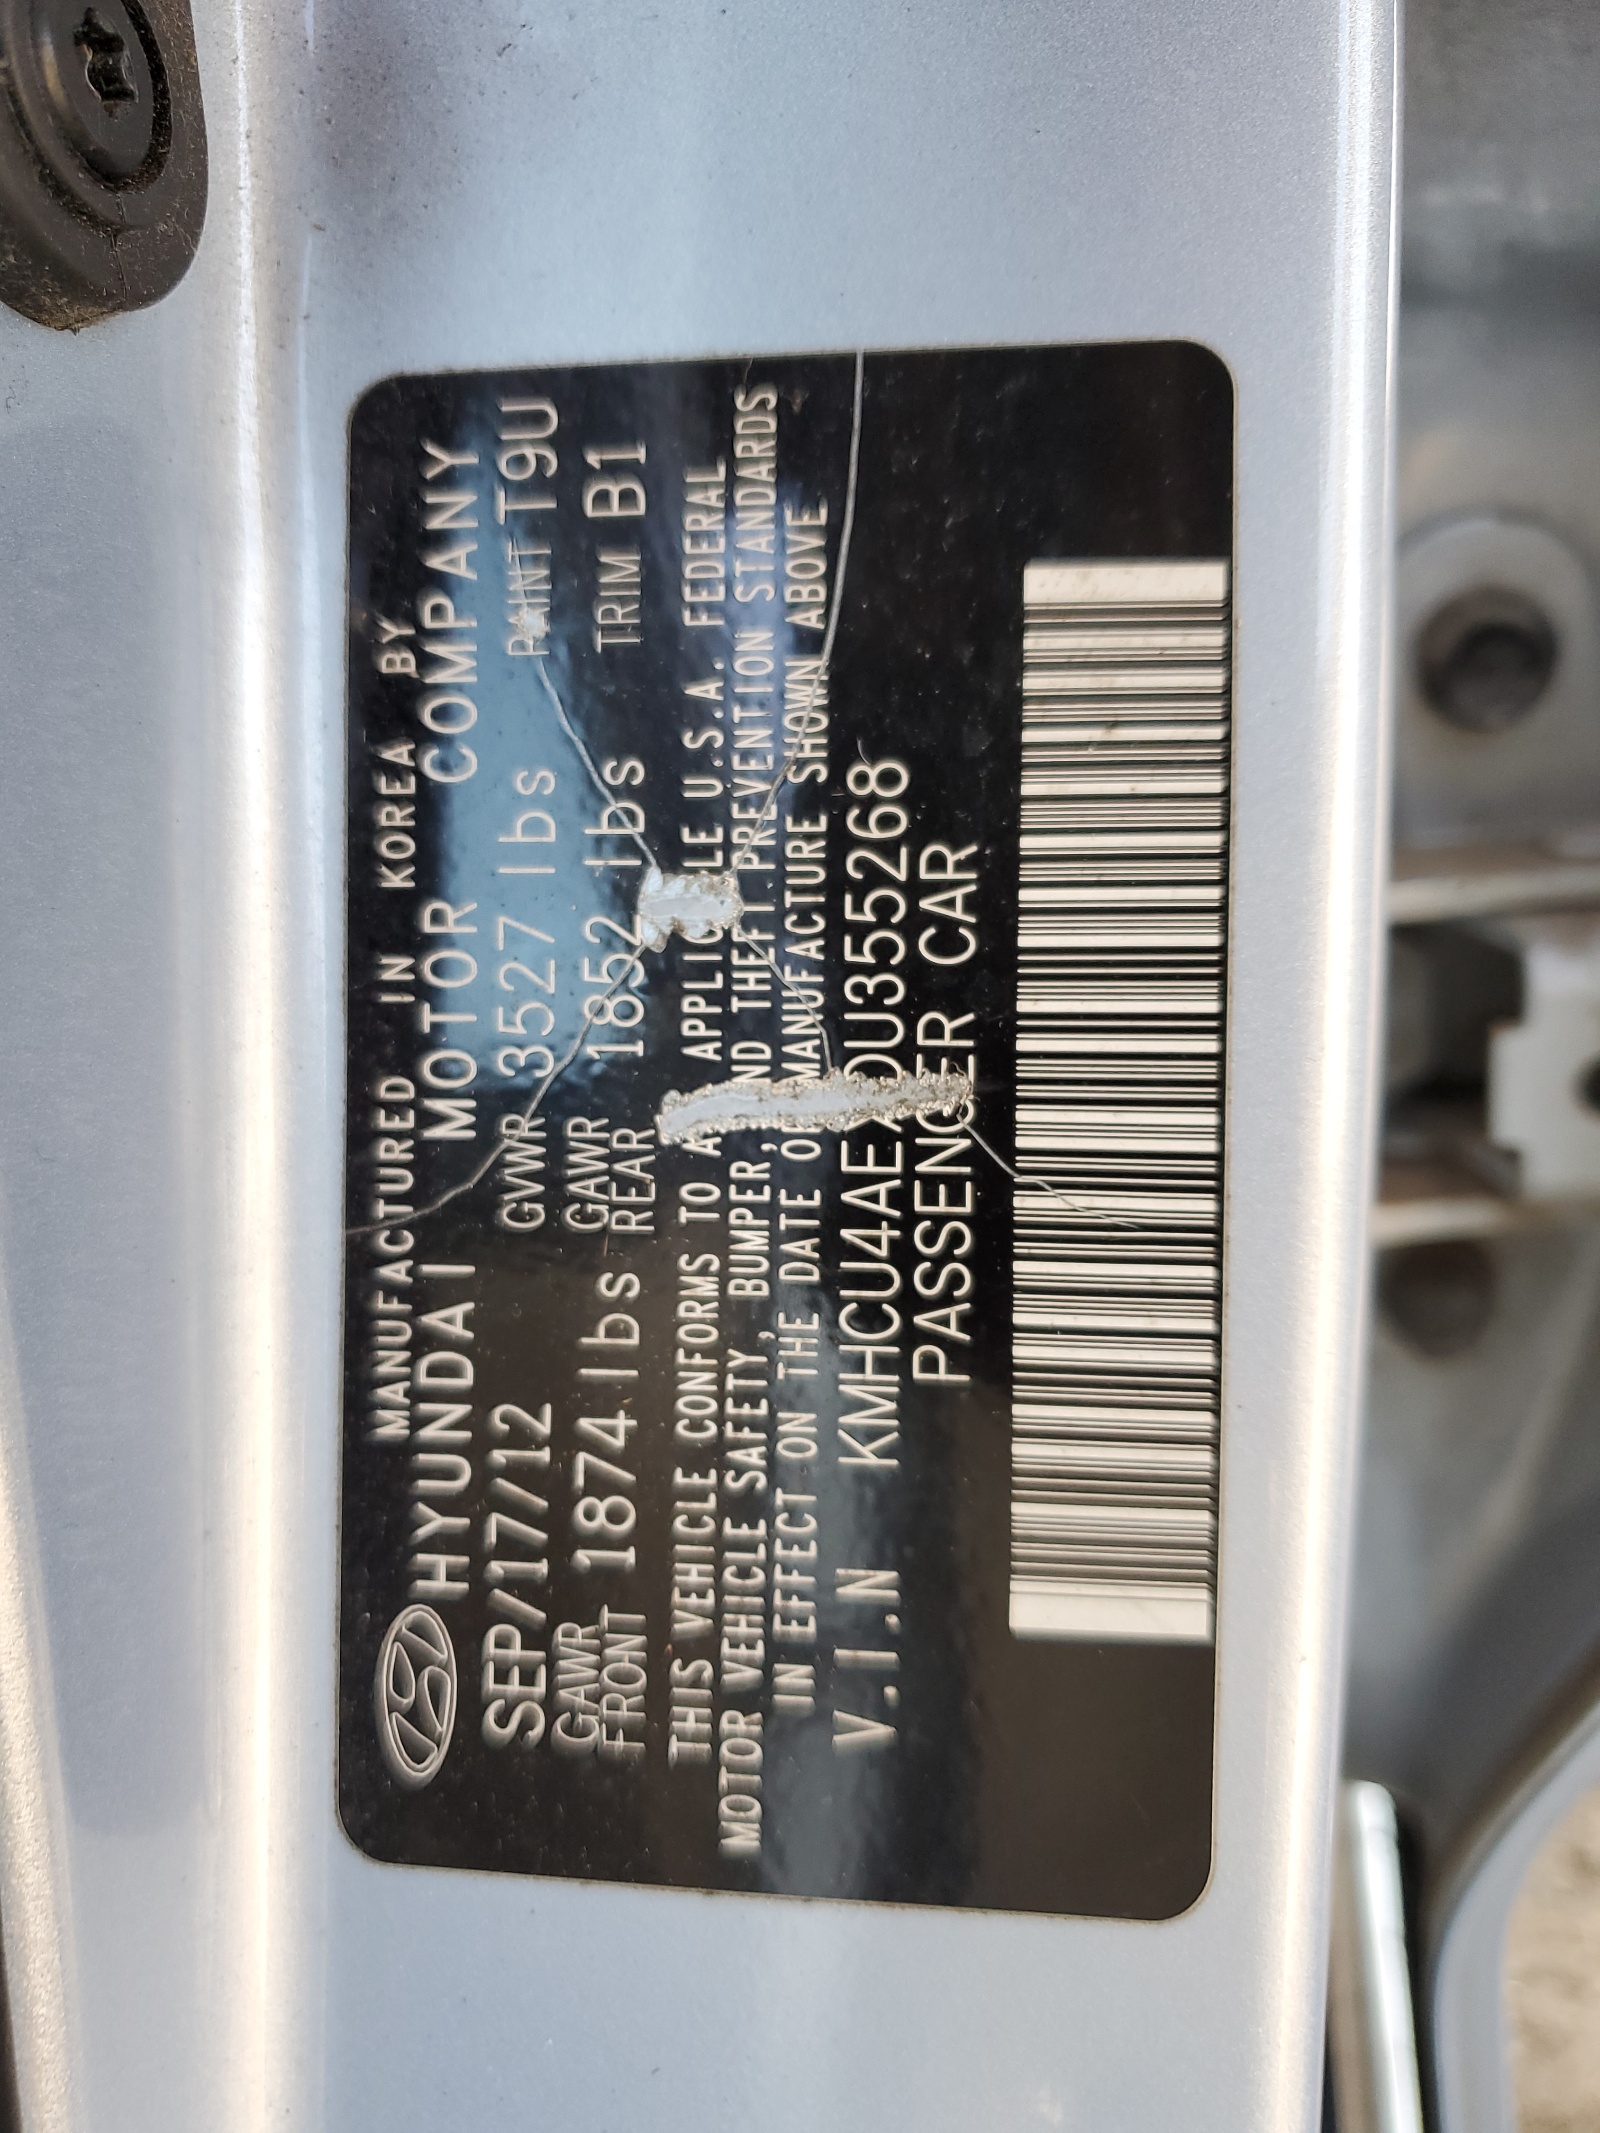 MANUFACTURED IN KOREA BY
HYUNDAI MOTOR COMPANY
SEP/17/12 GVWR 3527 lbs PAINT T9U
GAWR FRONT 1874 lbs GAWR REAR 1852 lbs TRIM B1
THIS VEHICLE CONFORMS TO A APPLICABLE U.S.A. FEDERAL
MOTOR VEHICLE SAFETY, BUMPER, AND THEFT PREVENTION STANDARDS
IN EFFECT ON THE DATE OF MANUFACTURE SHOWN ABOVE
V.I.N KMHCU4AEXDU355268
PASSENGER CAR